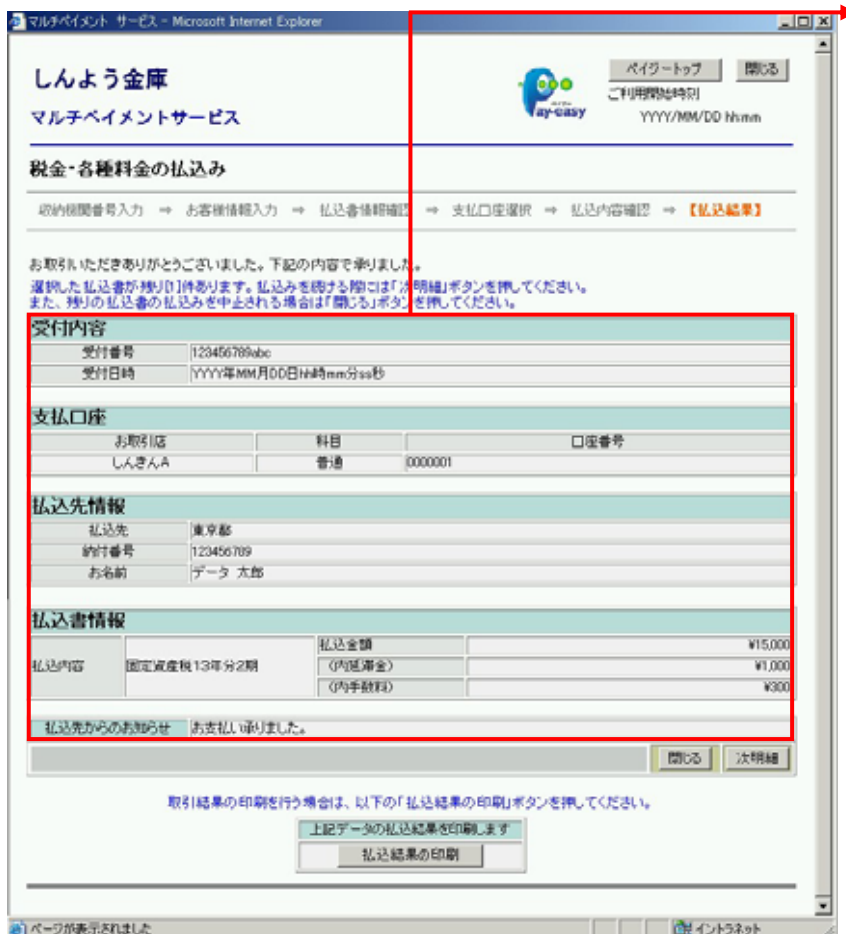 マルチペイメント サービス - Microsoft Internet Explorer
しんよう金庫
マルチペイメントサービス
Pay-easy
ペイジートップ 閉じる
ご利用開始時刻
YYYY/MM/DD hh:mm
税金・各種料金の払込み
収納機関番号入力 ⇒ お客様情報入力 ⇒ 払込書情報確認 ⇒ 支払口座選択 ⇒ 払込内容確認 ⇒ 【払込結果】
お取引いただきありがとうございました。下記の内容で承りました。
選択した払込書が残り[]件あります。払込みを続ける際には「次明細」ボタンを押してください。
また、残りの払込書の払込みを中止される場合は「閉じる」ボタンを押してください。
受付内容
受付番号 123456789abc
受付日時 YYYY年MM月DD日hh時mm分ss秒
支払口座
お取引店 科目 口座番号
しんきんA 普通 0000001
払込先情報
払込先 東京都
納付番号 123456789
お名前 データ 太郎
払込書情報
払込内容 固定資産税13年分2期 払込金額 ¥15,000
(内延滞金) ¥1,000
(内手数料) ¥300
払込先からのお知らせ お支払い承りました。
閉じる 次明細
取引結果の印刷を行う場合は、以下の「払込結果の印刷」ボタンを押してください。
上記データの払込結果を印刷します
払込結果の印刷
ページが表示されました イントラネット